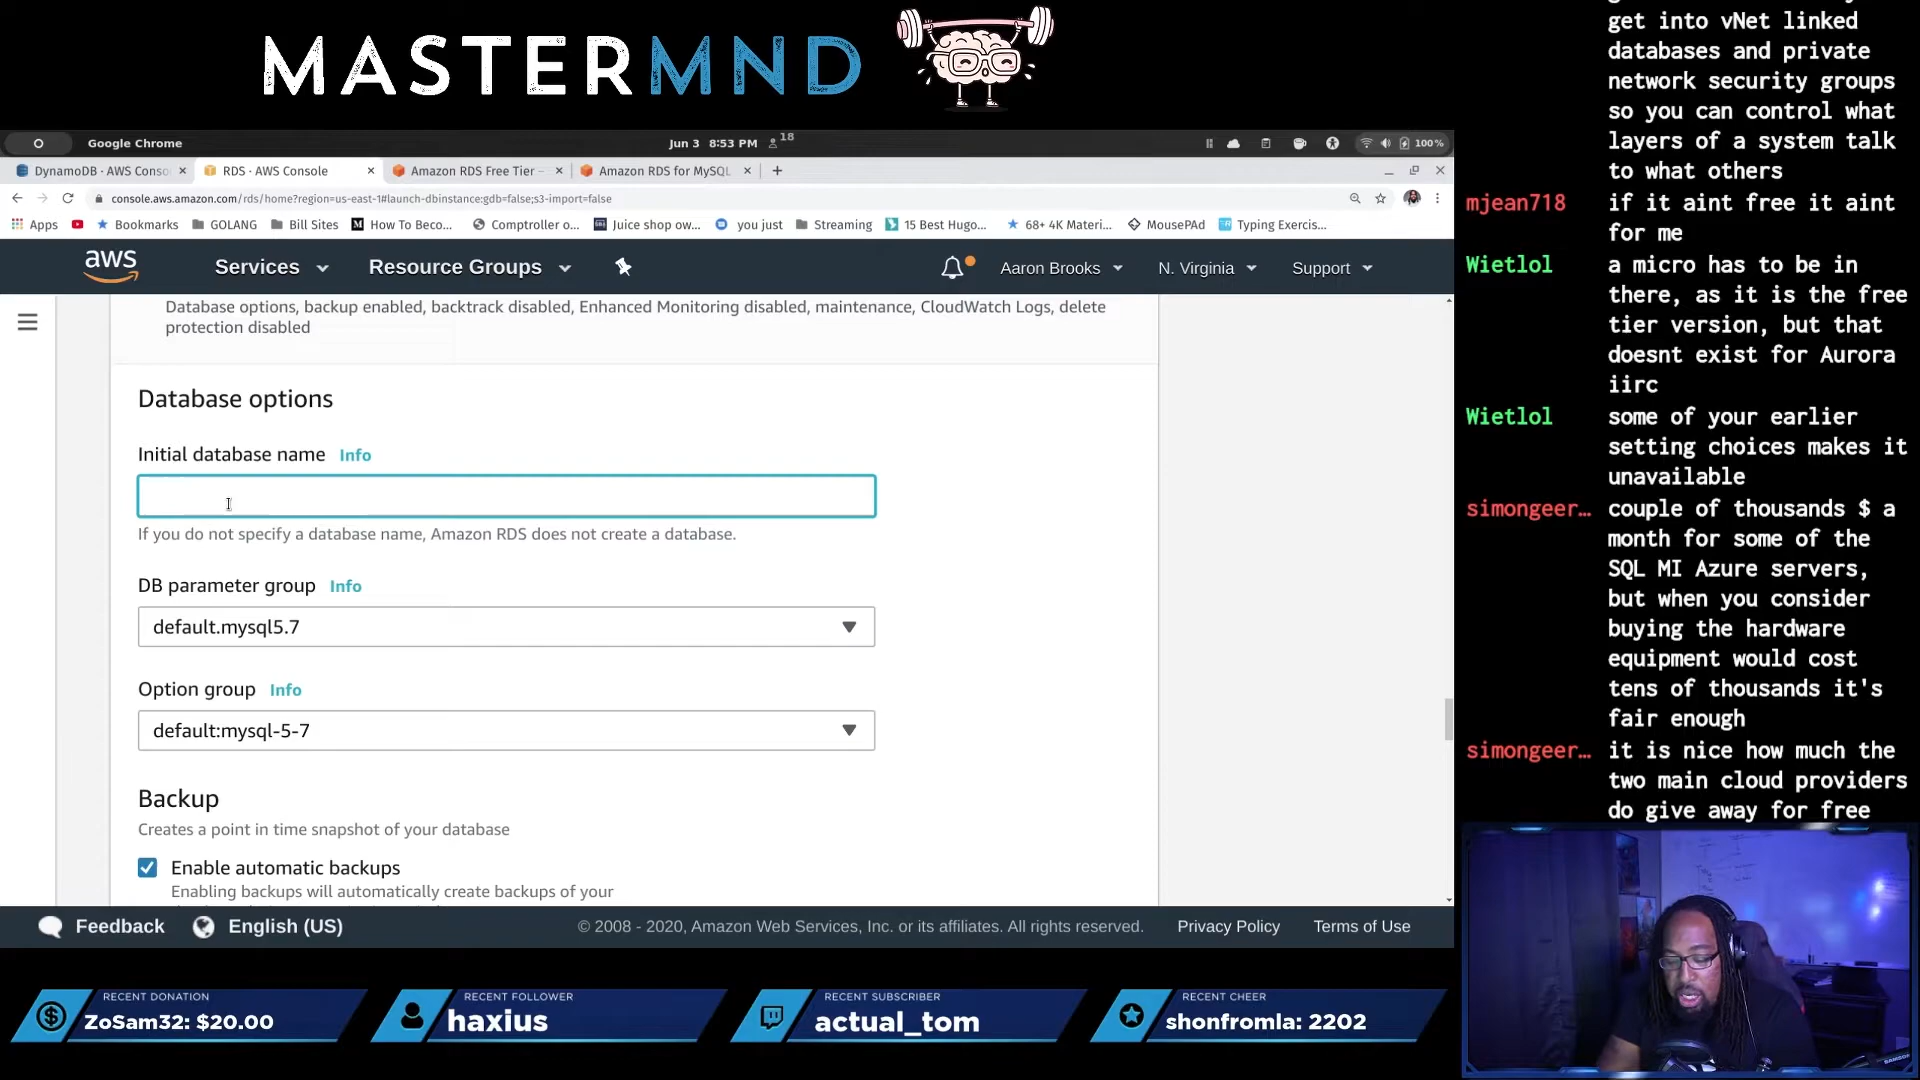 MASTERMND
Google Chrome
Jun 3 8:53 PM
18
100%
DynamoDB · AWS Conso
RDS · AWS Console
Amazon RDS Free Tier –
Amazon RDS for MySQL
console.aws.amazon.com/rds/home?region=us-east-1#launch-dbinstance:gdb=false;s3-import=false
Apps
Bookmarks
GOLANG
Bill Sites
How To Beco...
Comptroller o...
Juice shop ow...
you just
Streaming
15 Best Hugo...
68+ 4K Materi...
MousePAd
Typing Exercis...
aws
Services
Resource Groups
Aaron Brooks
N. Virginia
Support
Database options, backup enabled, backtrack disabled, Enhanced Monitoring disabled, maintenance, CloudWatch Logs, delete
protection disabled
Database options
Initial database name Info
If you do not specify a database name, Amazon RDS does not create a database.
DB parameter group Info
default.mysql5.7
Option group Info
default:mysql-5-7
Backup
Creates a point in time snapshot of your database
Enable automatic backups
Enabling backups will automatically create backups of your
Feedback
English (US)
© 2008 - 2020, Amazon Web Services, Inc. or its affiliates. All rights reserved.
Privacy Policy
Terms of Use
get into vNet linked
databases and private
network security groups
so you can control what
layers of a system talk
to what others
mjean718 if it aint free it aint
for me
Wietlol a micro has to be in
there, as it is the free
tier version, but that
doesnt exist for Aurora
iirc
Wietlol some of your earlier
setting choices makes it
unavailable
simongeer… couple of thousands $ a
month for some of the
SQL MI Azure servers,
but when you consider
buying the hardware
equipment would cost
tens of thousands it's
fair enough
simongeer… it is nice how much the
two main cloud providers
do give away for free
RECENT DONATION
ZoSam32: $20.00
RECENT FOLLOWER
haxius
RECENT SUBSCRIBER
actual_tom
RECENT CHEER
shonfromla: 2202